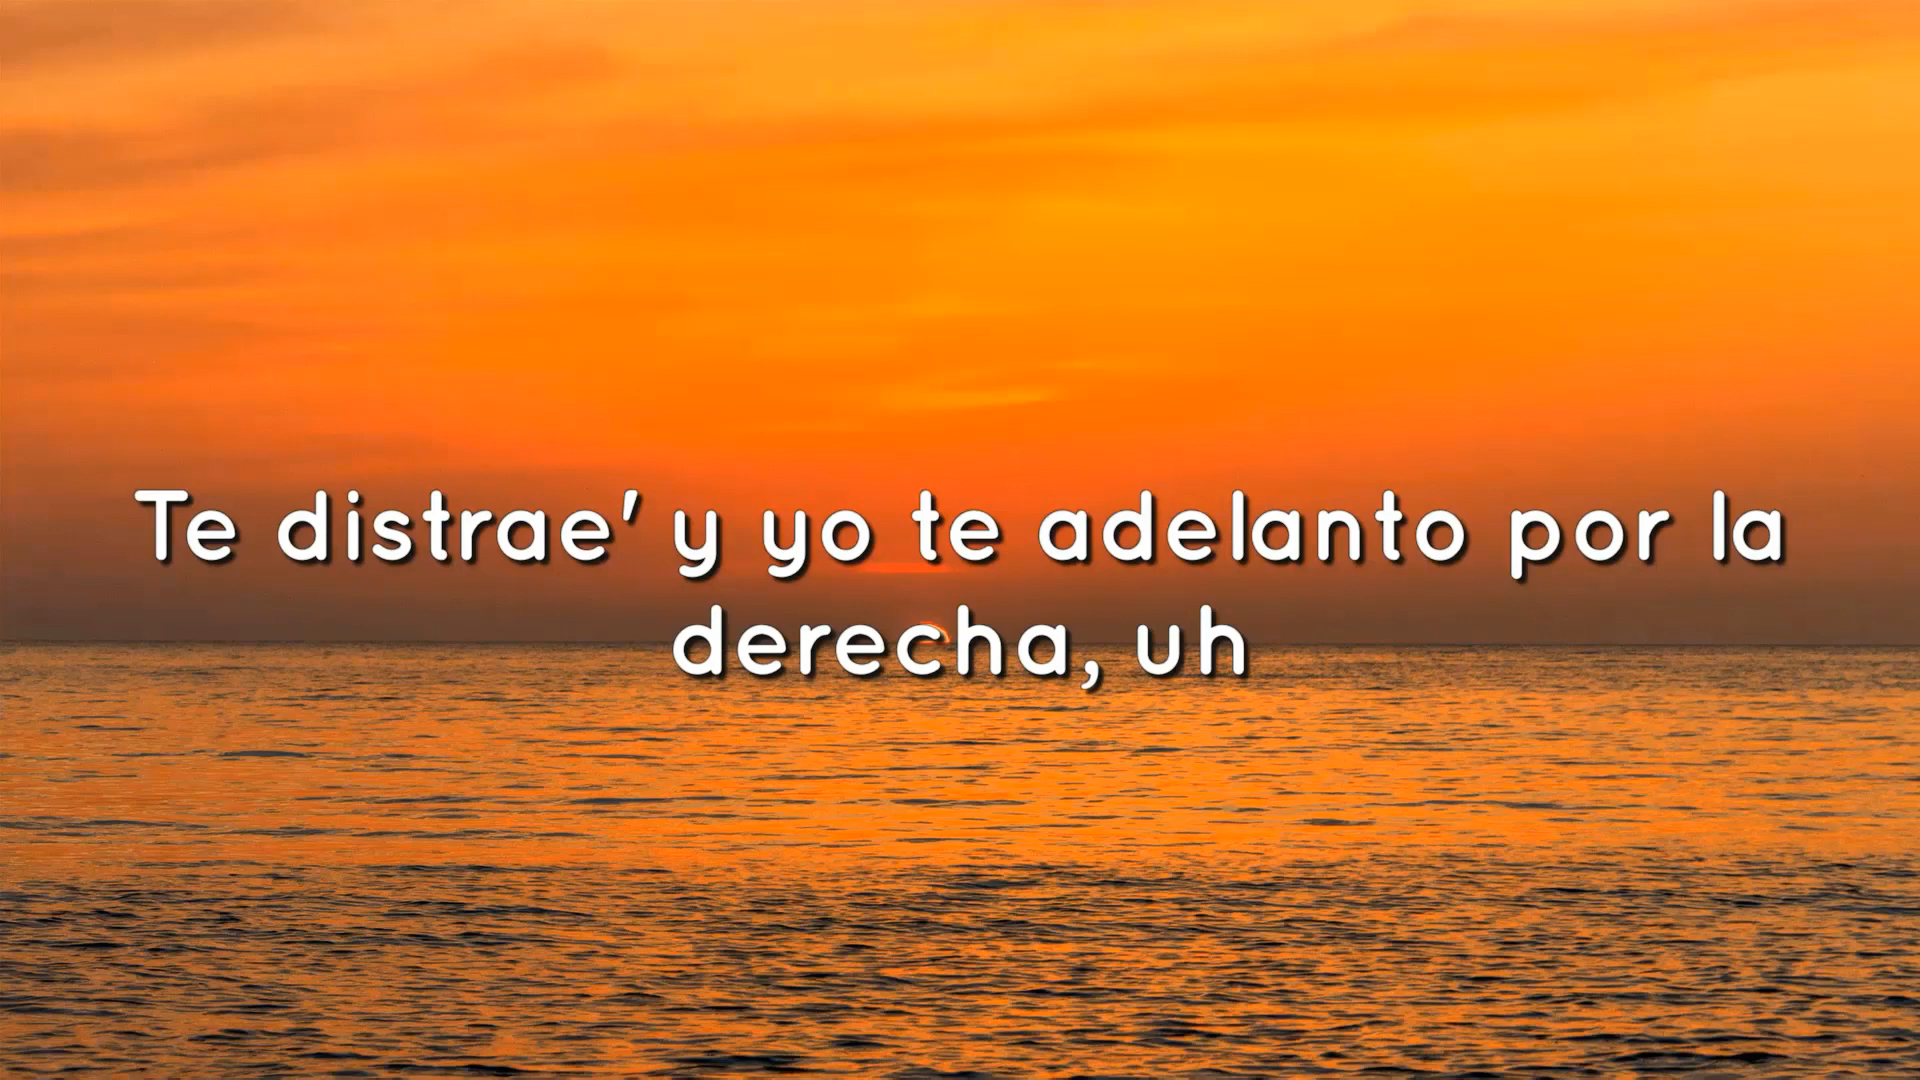 Te distrae' y yo te adelanto por la
derecha, uh